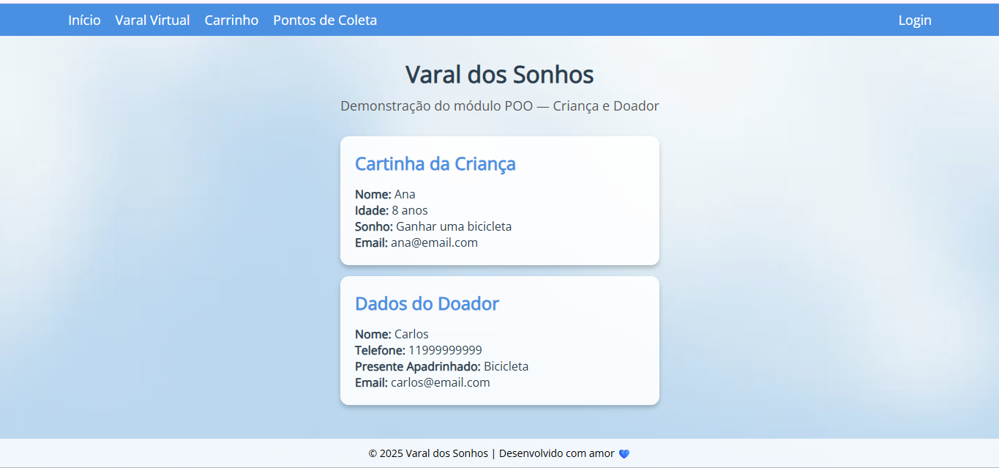 Início Varal Virtual Carrinho Pontos de Coleta Login
Varal dos Sonhos
Demonstração do módulo POO — Criança e Doador
Cartinha da Criança
Nome: Ana
Idade: 8 anos
Sonho: Ganhar uma bicicleta
Email: ana@email.com
Dados do Doador
Nome: Carlos
Telefone: 11999999999
Presente Apadrinhado: Bicicleta
Email: carlos@email.com
© 2025 Varal dos Sonhos | Desenvolvido com amor 💙